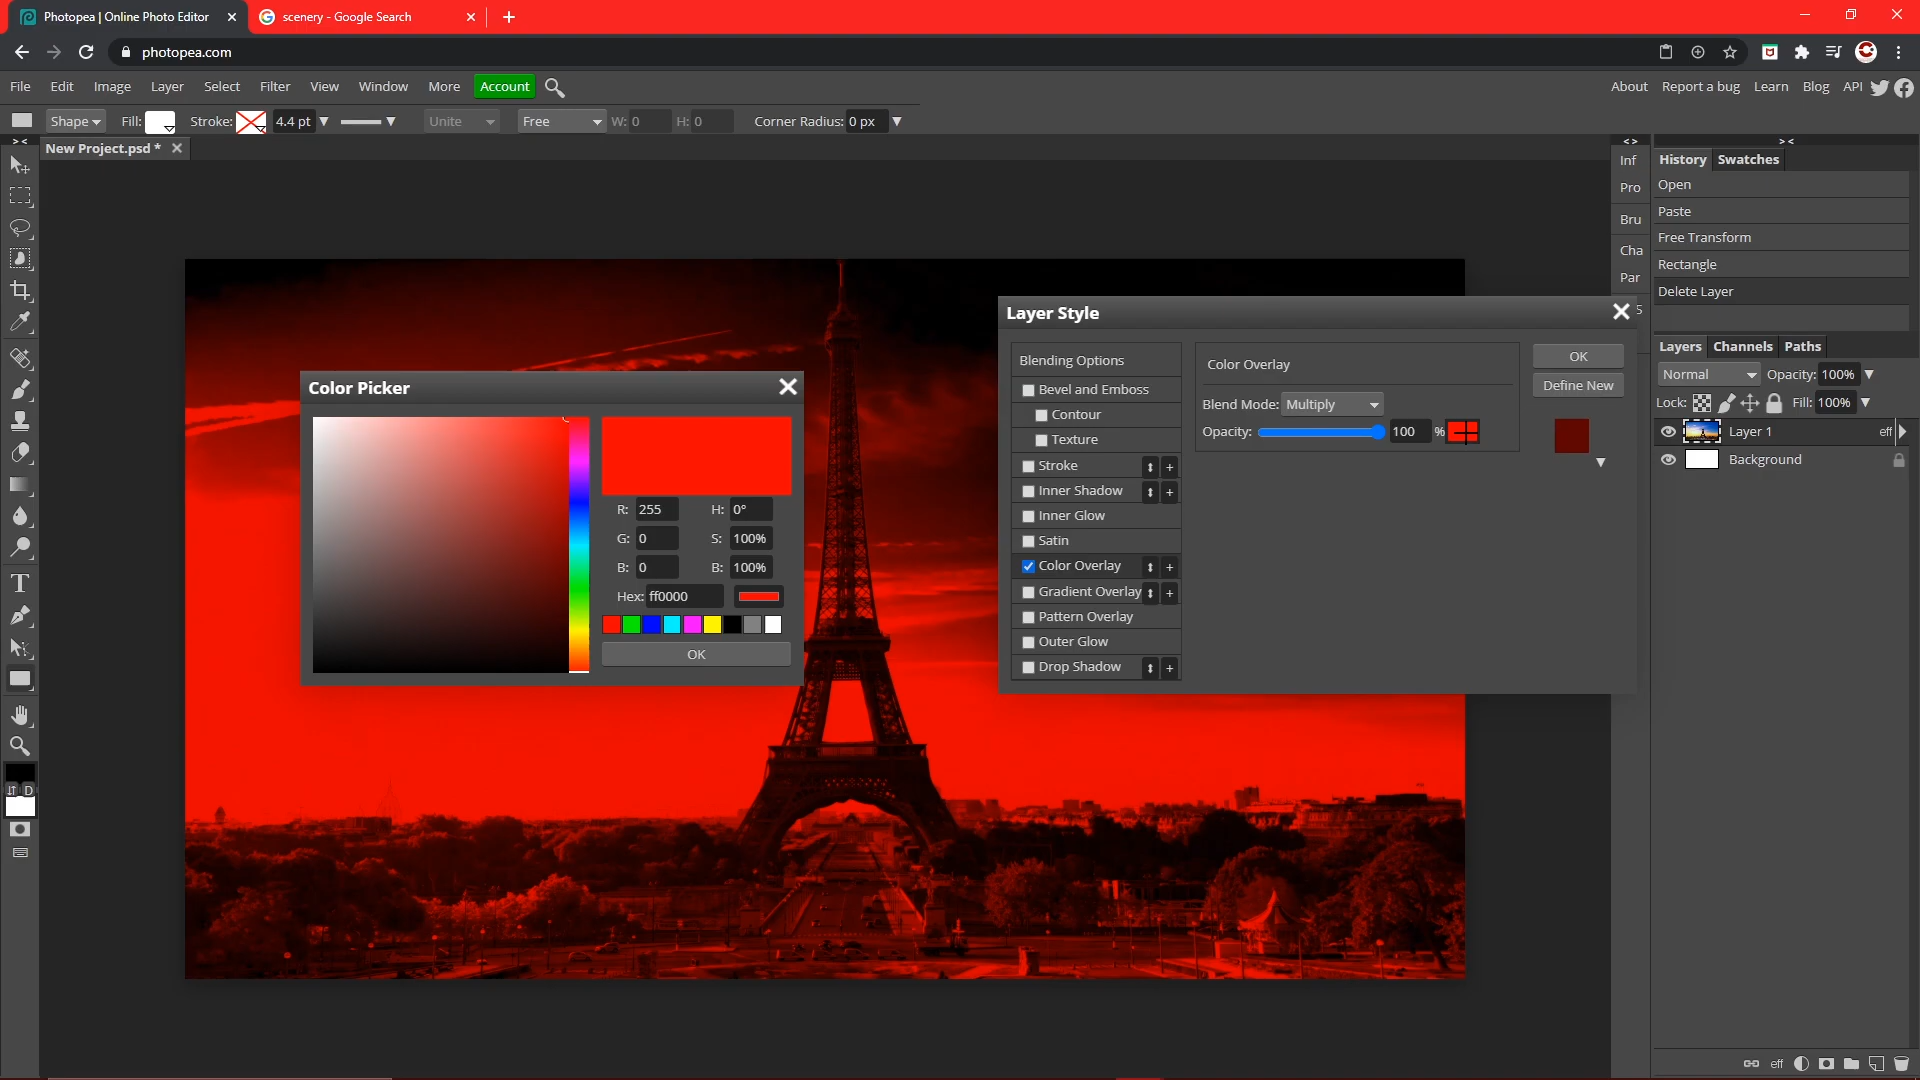 Photopea | Online Photo Editor
scenery - Google Search
photopea.com
File Edit Image Layer Select Filter View Window More Account
About Report a bug Learn Blog API
Shape Fill: Stroke: 4.4 pt Unite Free W: 0 H: 0 Corner Radius: 0 px
New Project.psd *
Inf
Pro
Bru
Cha
Par
History Swatches
Open
Paste
Free Transform
Rectangle
Delete Layer
Layers Channels Paths
Normal Opacity: 100%
Lock: Fill: 100%
Layer 1 eff
Background
Layer Style
Blending Options
Bevel and Emboss
Contour
Texture
Stroke +
Inner Shadow +
Inner Glow
Satin
Color Overlay +
Gradient Overlay +
Pattern Overlay
Outer Glow
Drop Shadow +
Color Overlay
Blend Mode: Multiply
Opacity: 100 %
OK
Define New
Color Picker
R: 255 H: 0°
G: 0 S: 100%
B: 0 B: 100%
Hex: ff0000
OK
T
D
eff